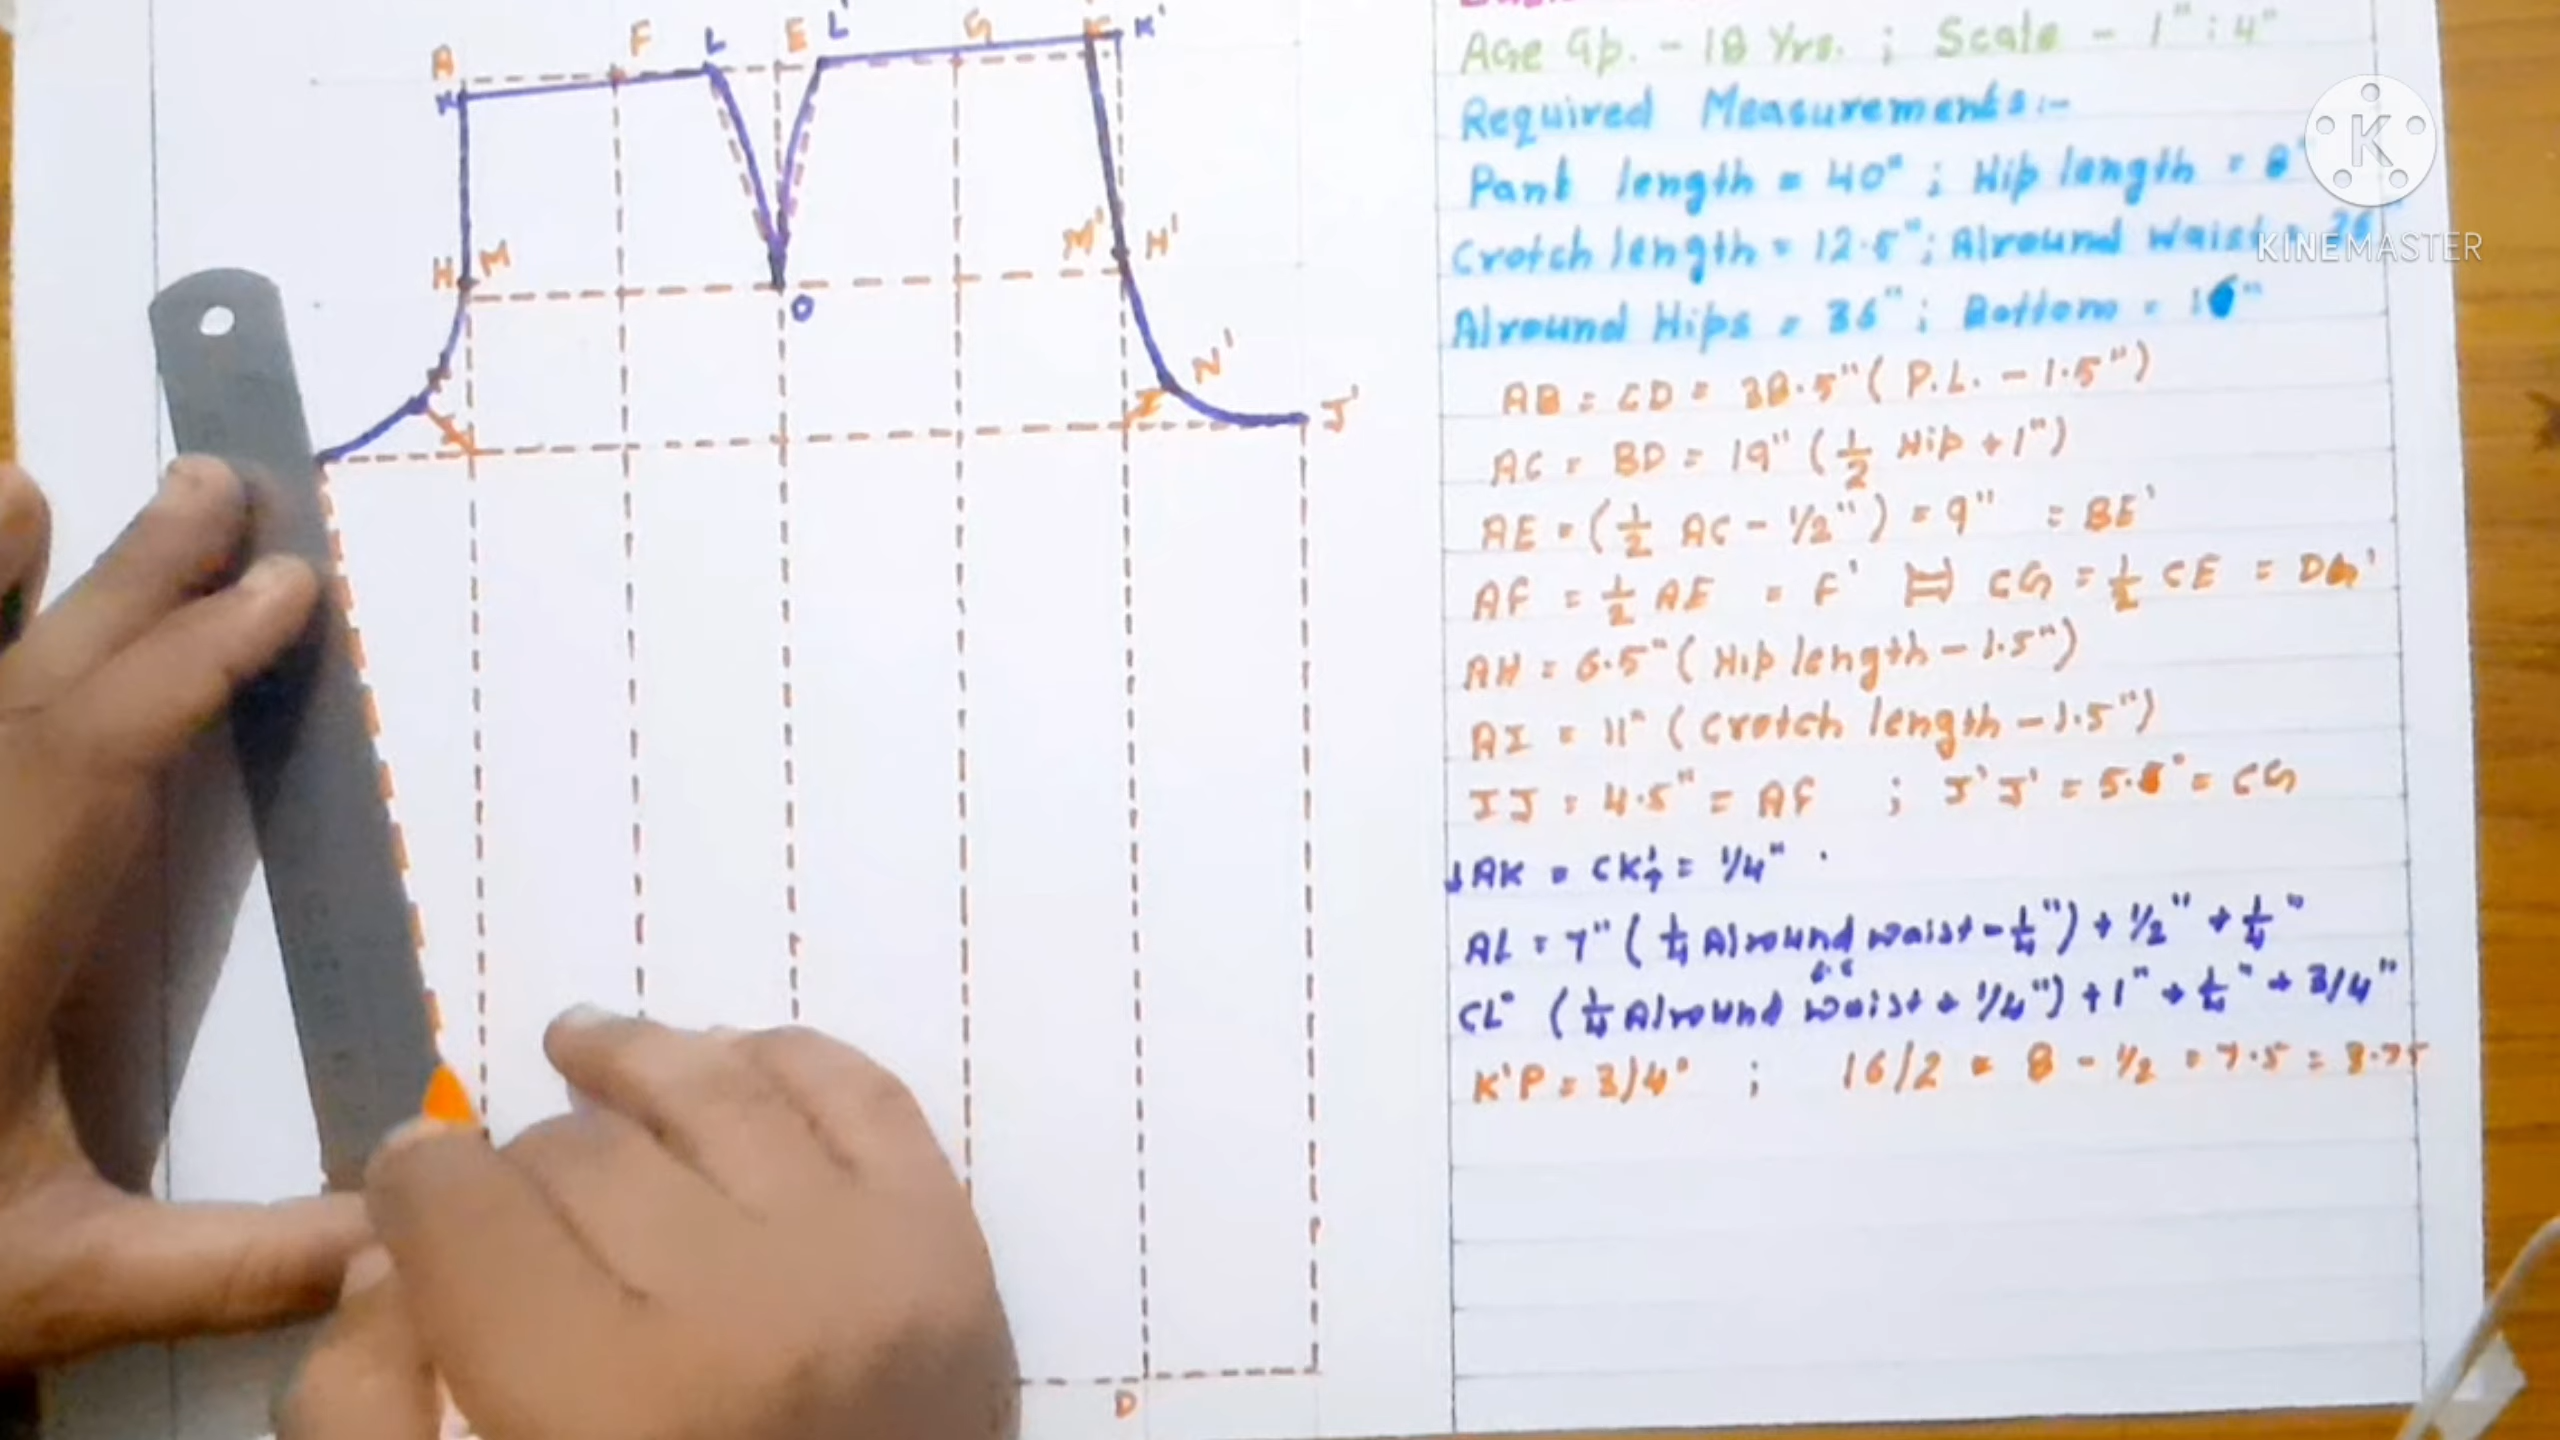 Age Gp. - 18 Yrs. ; Scale - 1" : 4"
Required Measurements:-
Pant length = 40" ; Hip length = 8"
Crotch length = 12.5" ; Alround Waist = 26"
Alround Hips = 36" ; Bottom = 16"
AB = CD = 38.5" ( P.L. - 1.5" )
AC = BD = 19" ( 1/2 Hip + 1" )
AE = ( 1/2 AC - 1/2" ) = 9" = BE'
AF = 1/2 AE = F' CG = 1/2 CE = DG'
AH = 6.5" ( Hip length - 1.5" )
AI = 11" ( Crotch length - 1.5" )
IJ = 4.5" = AF ; I'J' = 5." = CG
↓AK = CK'↑ = 1/4" .
AL = 7" ( 1/4 Alround waist - 1/4" ) + 1/2" + 1/4"
CL' ( 1/4 Alround waist + 1/4" ) + 1" + 1/4" + 3/4"
K'P = 3/4" ; 16/2 = 8 - 1/2 = 7.5 = 3.75
A F L E L' G K'
K
H M M' H'
O
N'
I J'
D
K
KINEMASTER